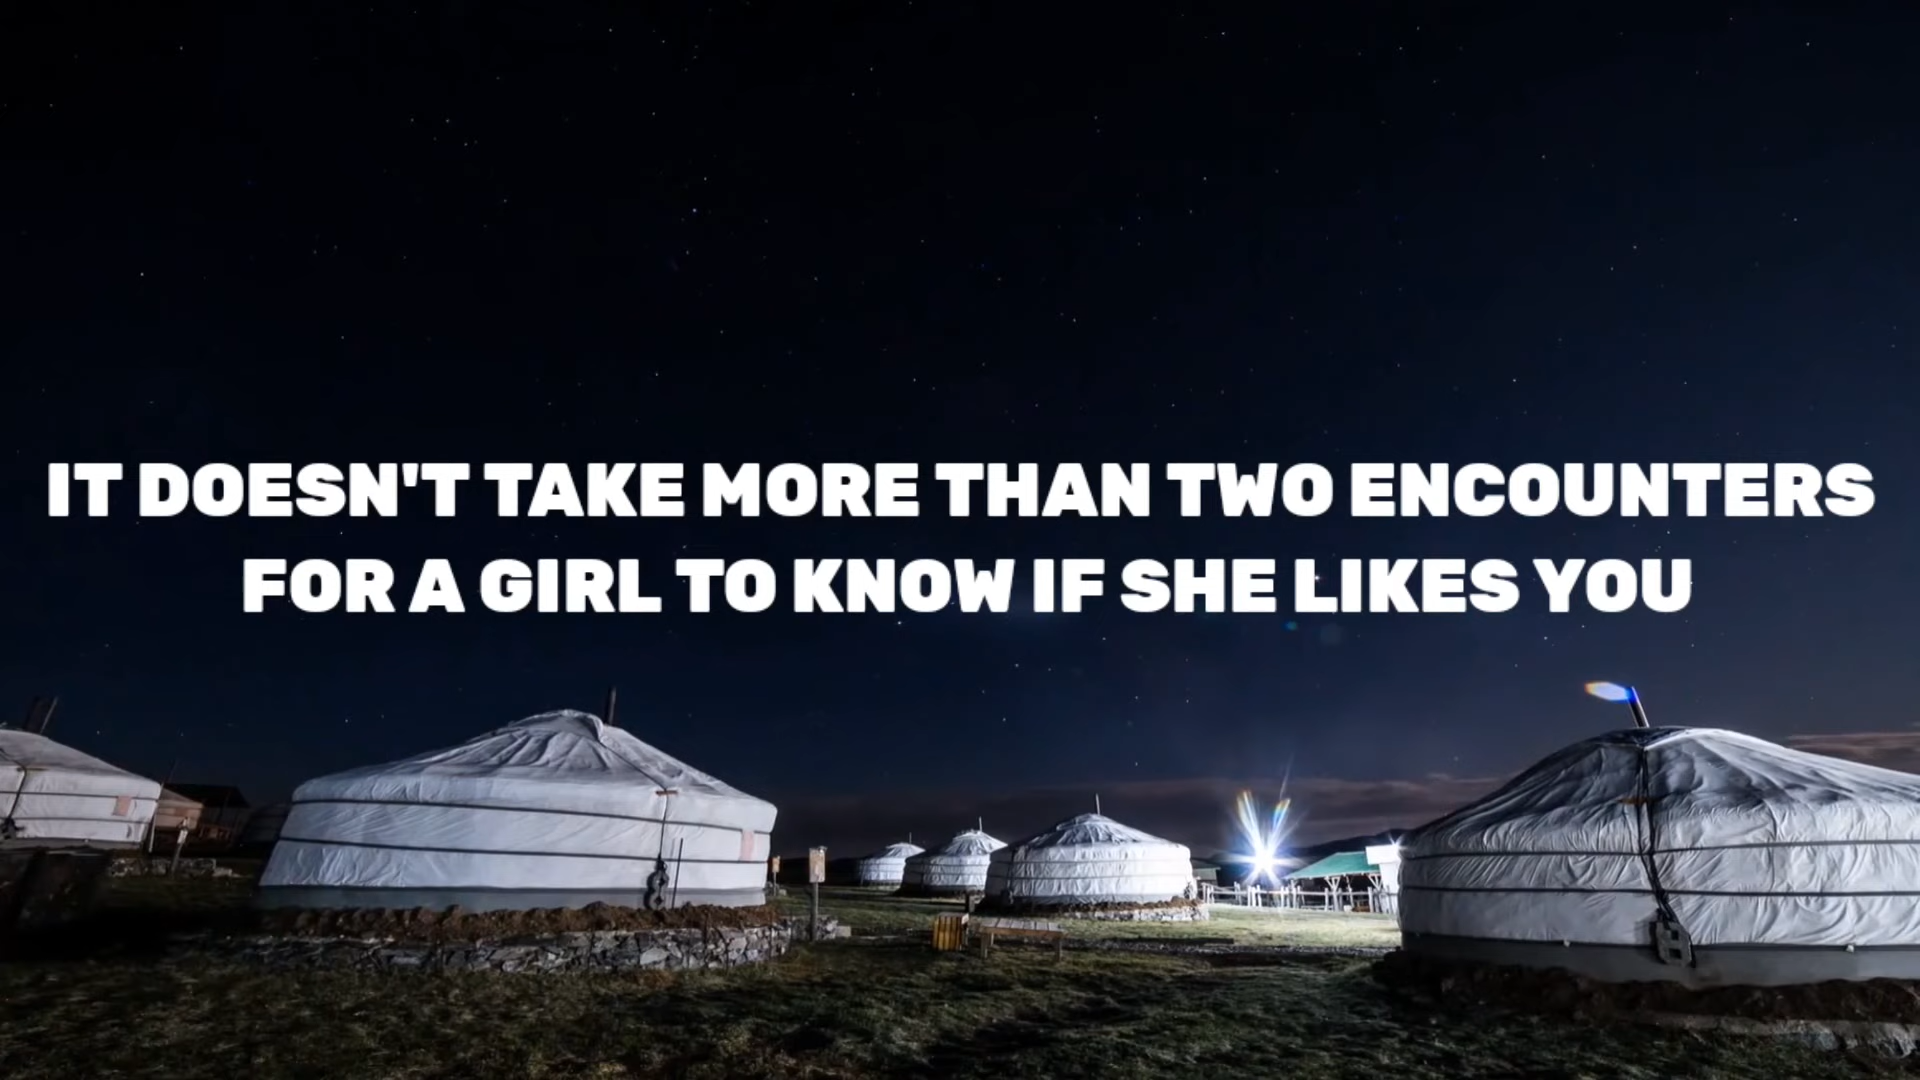 IT DOESN'T TAKE MORE THAN TWO ENCOUNTERS
FOR A GIRL TO KNOW IF SHE LIKES YOU